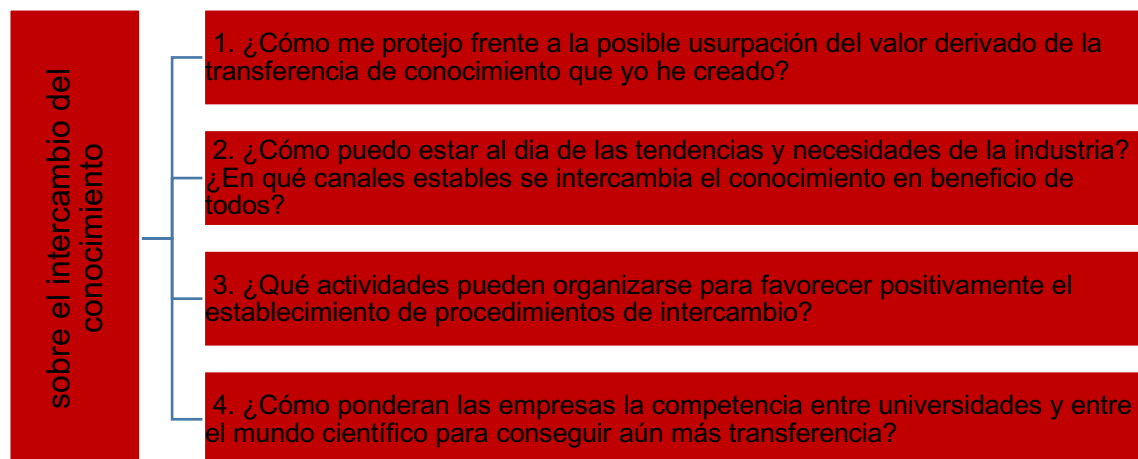 sobre el intercambio del
conocimiento
1. ¿Cómo me protejo frente a la posible usurpación del valor derivado de la
transferencia de conocimiento que yo he creado?
2. ¿Cómo puedo estar al dia de las tendencias y necesidades de la industria?
¿En qué canales estables se intercambia el conocimiento en beneficio de
todos?
3. ¿Qué actividades pueden organizarse para favorecer positivamente el
establecimiento de procedimientos de intercambio?
4. ¿Cómo ponderan las empresas la competencia entre universidades y entre
el mundo científico para conseguir aún más transferencia?